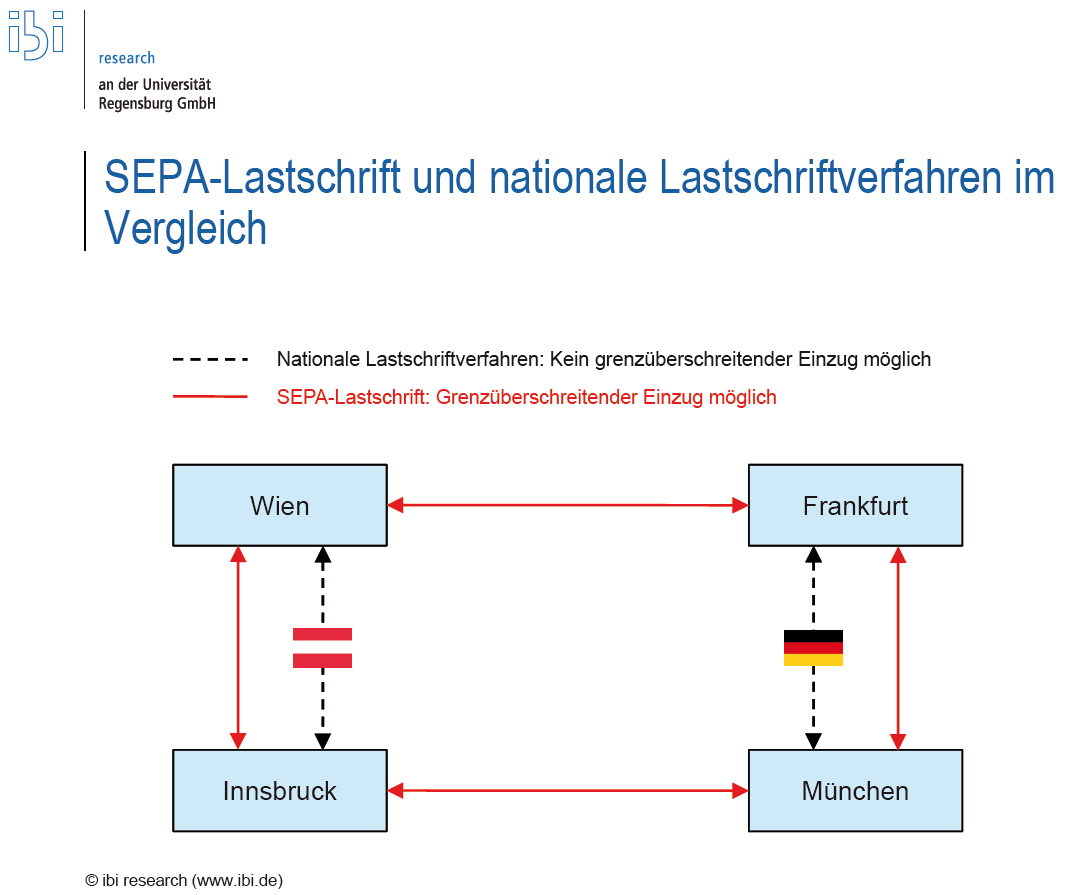 ibi
research
an der Universität
Regensburg GmbH
SEPA-Lastschrift und nationale Lastschriftverfahren im
Vergleich
Nationale Lastschriftverfahren: Kein grenzüberschreitender Einzug möglich
SEPA-Lastschrift: Grenzüberschreitender Einzug möglich
Wien
Frankfurt
Innsbruck
München
© ibi research (www.ibi.de)